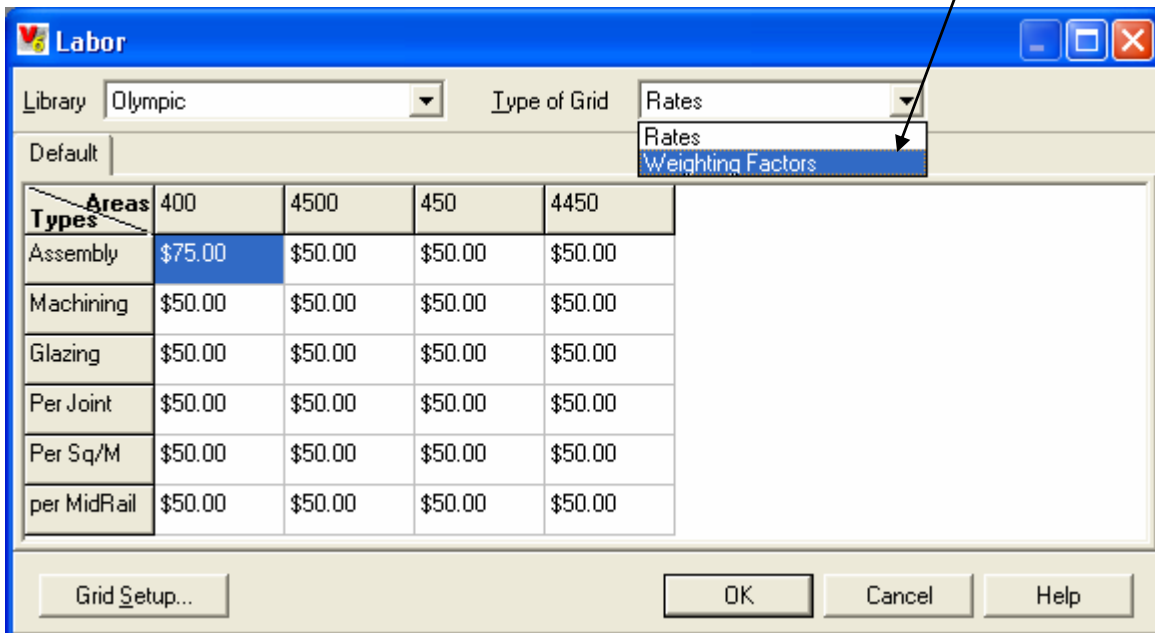 Labor
Library Olympic Type of Grid Rates
Rates
Default
Weighting Factors
Areas Types 400 4500 450 4450
Assembly $75.00 $50.00 $50.00 $50.00
Machining $50.00 $50.00 $50.00 $50.00
Glazing $50.00 $50.00 $50.00 $50.00
Per Joint $50.00 $50.00 $50.00 $50.00
Per Sq/M $50.00 $50.00 $50.00 $50.00
per MidRail $50.00 $50.00 $50.00 $50.00
Grid Setup... OK Cancel Help